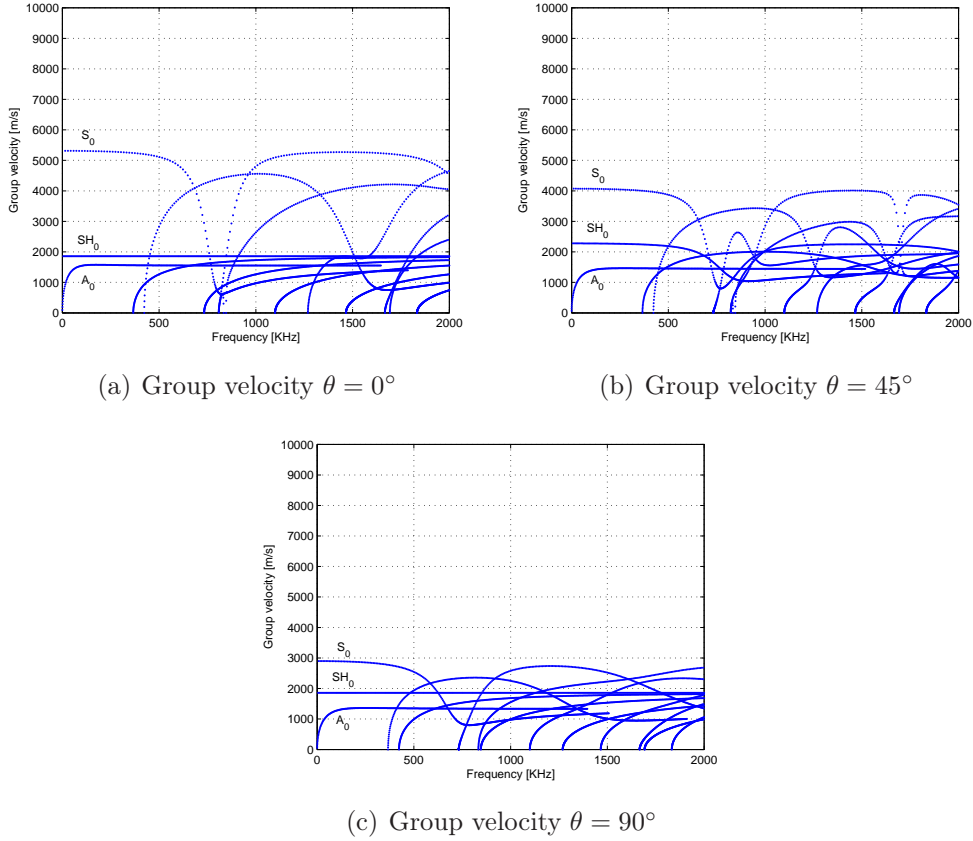 10000
9000
8000
7000
6000
5000
4000
3000
2000
1000
0
Group velocity [m/s]
S0
SH0
A0
0 500 1000 1500 2000
Frequency [KHz]
(a) Group velocity θ = 0°
10000
9000
8000
7000
6000
5000
4000
3000
2000
1000
0
Group velocity [m/s]
S0
SH0
A0
0 500 1000 1500 2000
Frequency [KHz]
(b) Group velocity θ = 45°
10000
9000
8000
7000
6000
5000
4000
3000
2000
1000
0
Group velocity [m/s]
S0
SH0
A0
0 500 1000 1500 2000
Frequency [KHz]
(c) Group velocity θ = 90°